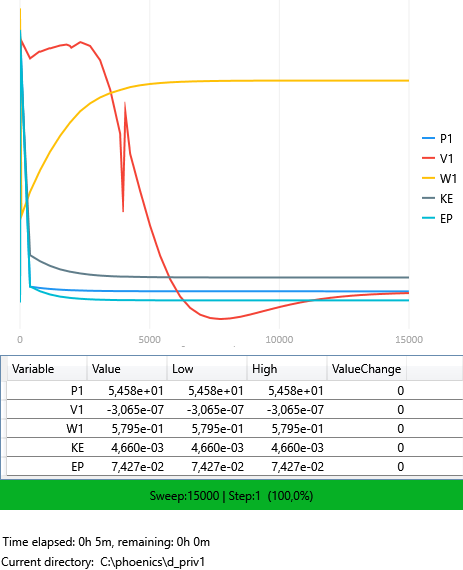 P1
V1
W1
KE
EP
0 5000 10000 15000
Variable Value Low High ValueChange
P1 5,458e+01 5,458e+01 5,458e+01 0
V1 -3,065e-07 -3,065e-07 -3,065e-07 0
W1 5,795e-01 5,795e-01 5,795e-01 0
KE 4,660e-03 4,660e-03 4,660e-03 0
EP 7,427e-02 7,427e-02 7,427e-02 0
Sweep:15000 | Step:1 (100,0%)
Time elapsed: 0h 5m, remaining: 0h 0m
Current directory: C:\phoenics\d_priv1